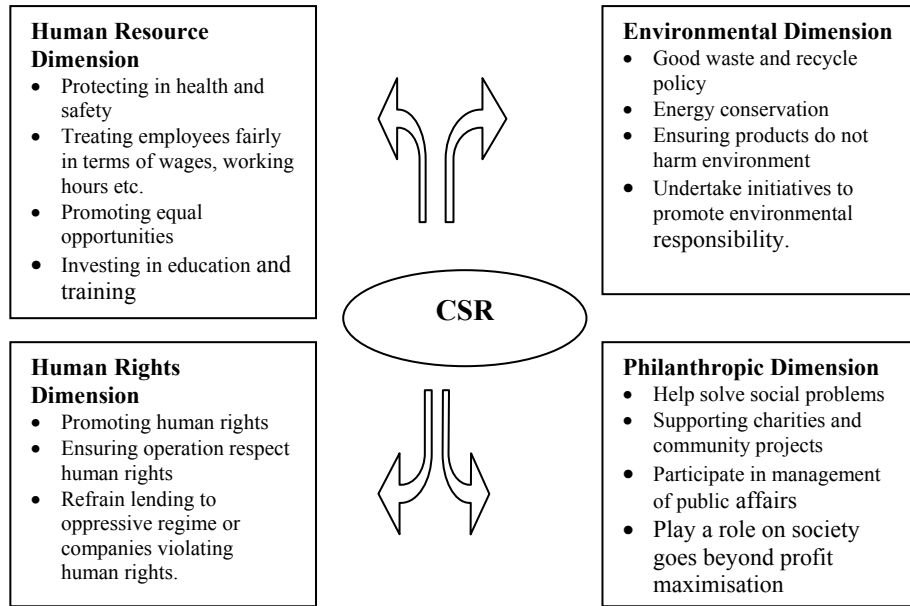 Human Resource
Dimension
• Protecting in health and
safety
• Treating employees fairly
in terms of wages, working
hours etc.
• Promoting equal
opportunities
• Investing in education and
training
Environmental Dimension
• Good waste and recycle
policy
• Energy conservation
• Ensuring products do not
harm environment
• Undertake initiatives to
promote environmental
responsibility.
CSR
Human Rights
Dimension
• Promoting human rights
• Ensuring operation respect
human rights
• Refrain lending to
oppressive regime or
companies violating
human rights.
Philanthropic Dimension
• Help solve social problems
• Supporting charities and
community projects
• Participate in management
of public affairs
• Play a role on society
goes beyond profit
maximisation